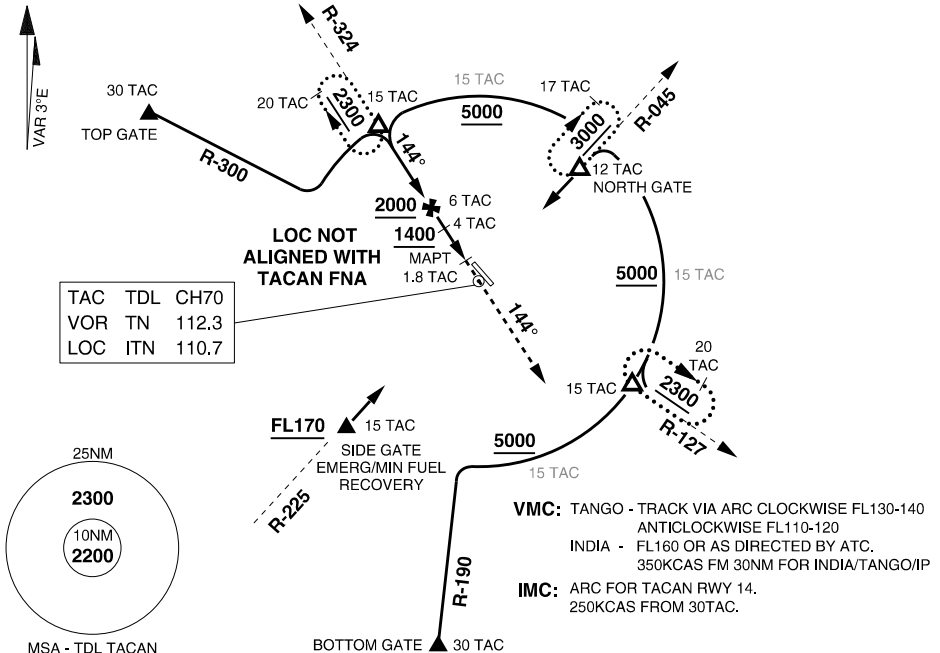 VAR 3°E
R-324
30 TAC
TOP GATE
R-300
20 TAC
2300
15 TAC
144°
15 TAC
5000
17 TAC
3000
R-045
12 TAC
NORTH GATE
2000
6 TAC
1400
4 TAC
MAPT
1.8 TAC
LOC NOT
ALIGNED WITH
TACAN FNA
144°
TAC TDL CH70
VOR TN 112.3
LOC ITN 110.7
5000
15 TAC
20
TAC
15 TAC
2300
R-127
FL170
15 TAC
SIDE GATE
EMERG/MIN FUEL
RECOVERY
R-225
5000
15 TAC
R-190
BOTTOM GATE
30 TAC
25NM
2300
10NM
2200
MSA - TDL TACAN
VMC: TANGO - TRACK VIA ARC CLOCKWISE FL130-140
ANTICLOCKWISE FL110-120
INDIA - FL160 OR AS DIRECTED BY ATC.
350KCAS FM 30NM FOR INDIA/TANGO/IP
IMC: ARC FOR TACAN RWY 14.
250KCAS FROM 30TAC.